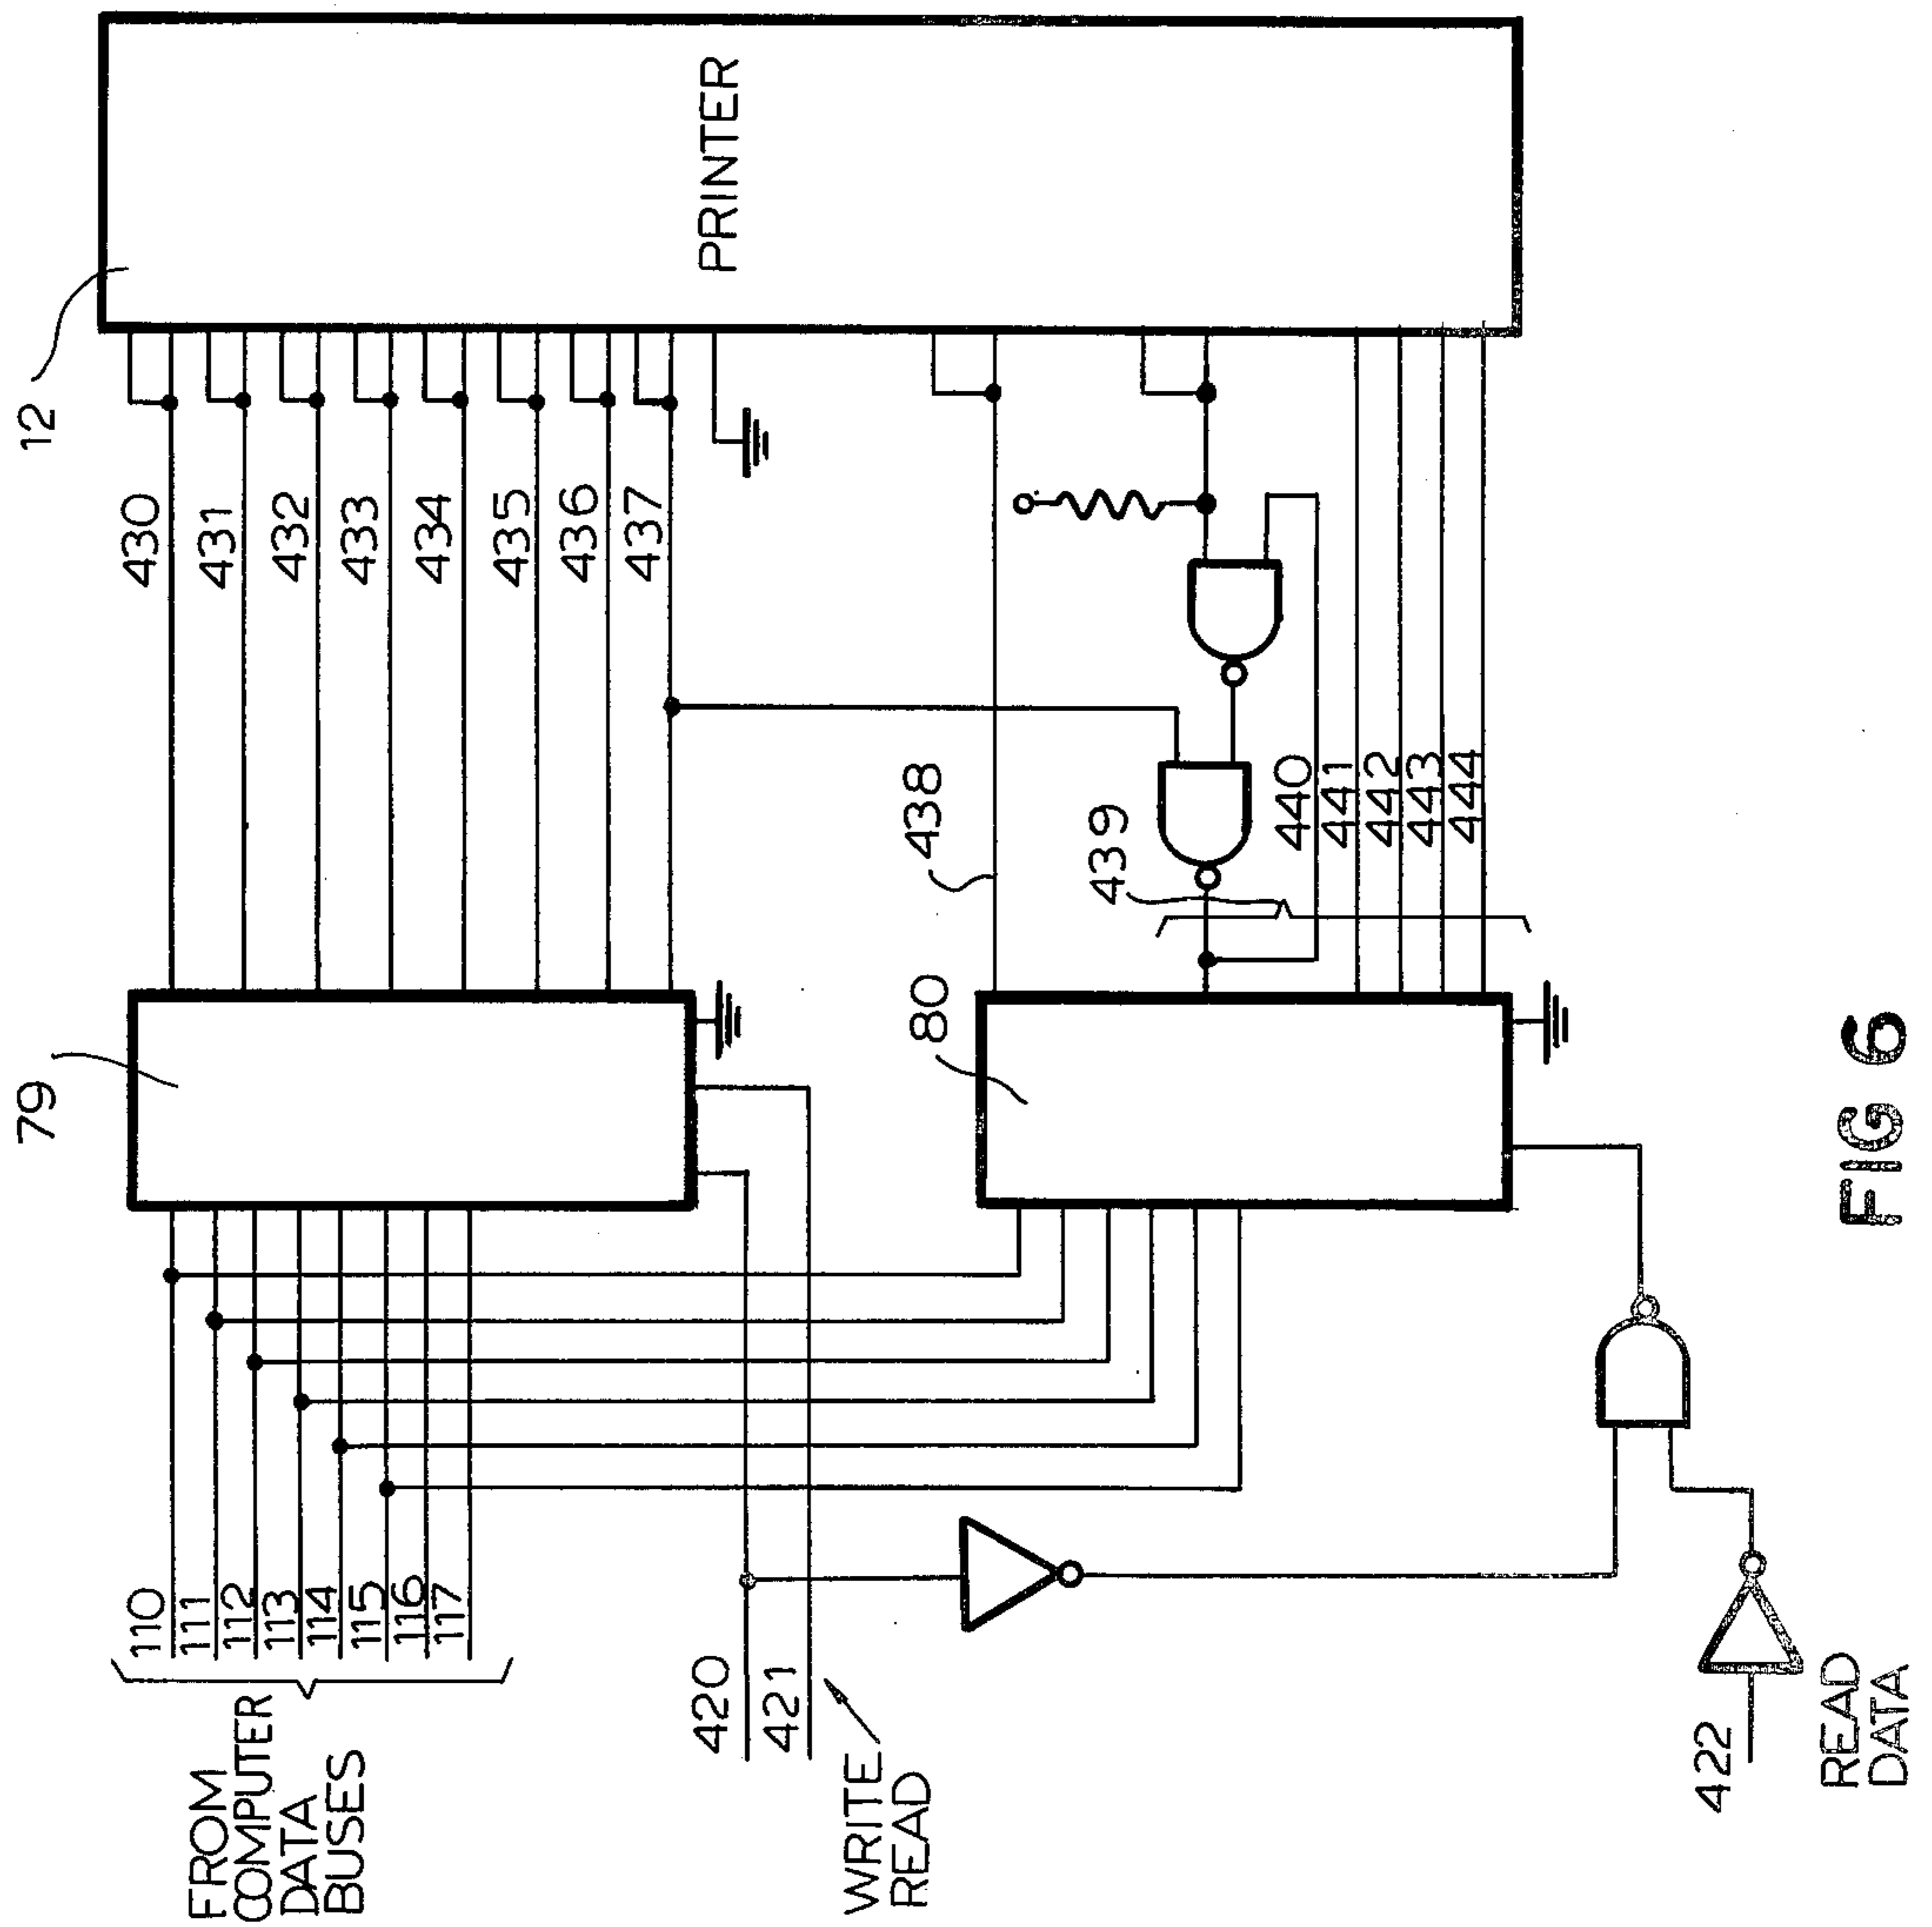 12
PRINTER
430
431
432
433
434
435
436
437
438
439
440
441
442
443
444
79
80
110
111
112
113
114
115
116
117
FROM
COMPUTER
DATA
BUSES
420
421
WRITE
READ
422
READ
DATA
FIG 6